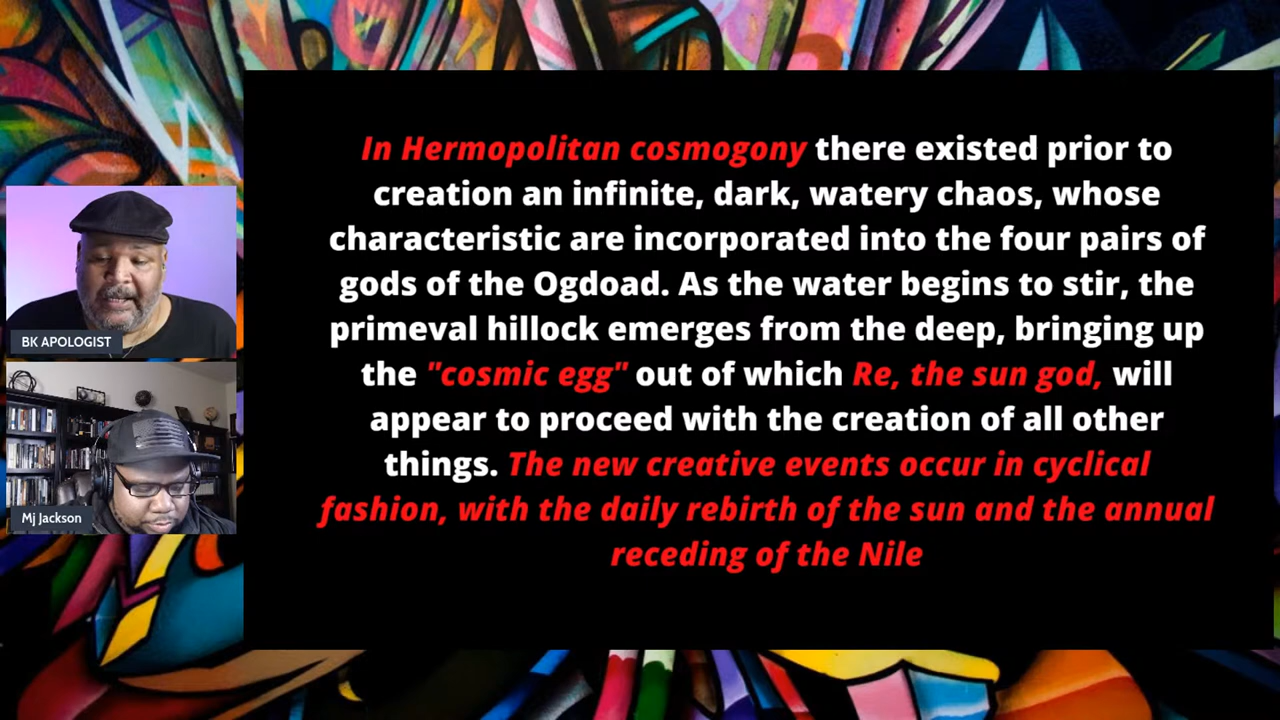 In Hermopolitan cosmogony there existed prior to
creation an infinite, dark, watery chaos, whose
characteristic are incorporated into the four pairs of
gods of the Ogdoad. As the water begins to stir, the
primeval hillock emerges from the deep, bringing up
the "cosmic egg" out of which Re, the sun god, will
appear to proceed with the creation of all other
things. The new creative events occur in cyclical
fashion, with the daily rebirth of the sun and the annual
receding of the Nile
BK APOLOGIST
Mj Jackson